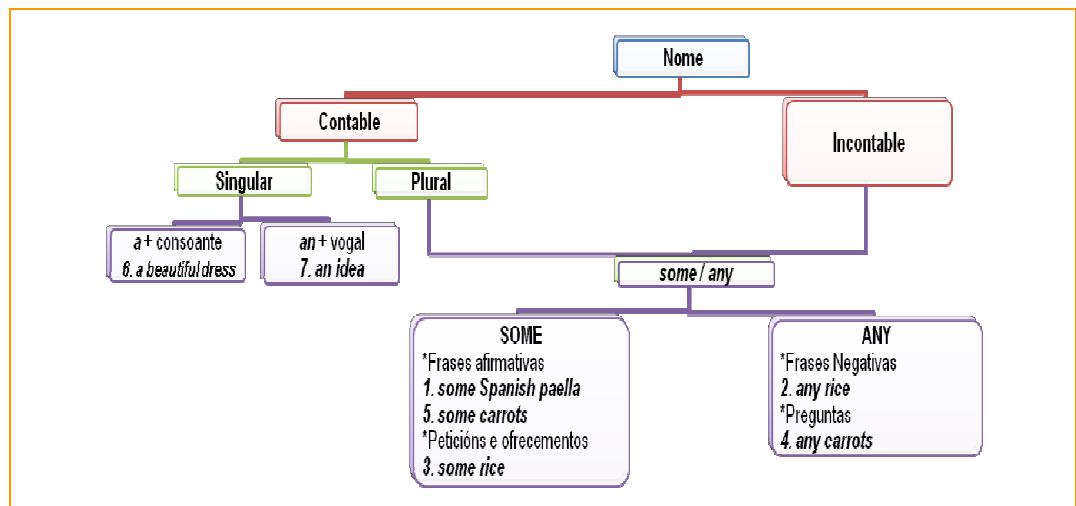 Nome
Contable
Incontable
Singular
Plural
a + consoante
6. a beautiful dress
an + vogal
7. an idea
some / any
SOME
*Frases afirmativas
1. some Spanish paella
5. some carrots
*Peticións e ofrecementos
3. some rice
ANY
*Frases Negativas
2. any rice
*Preguntas
4. any carrots